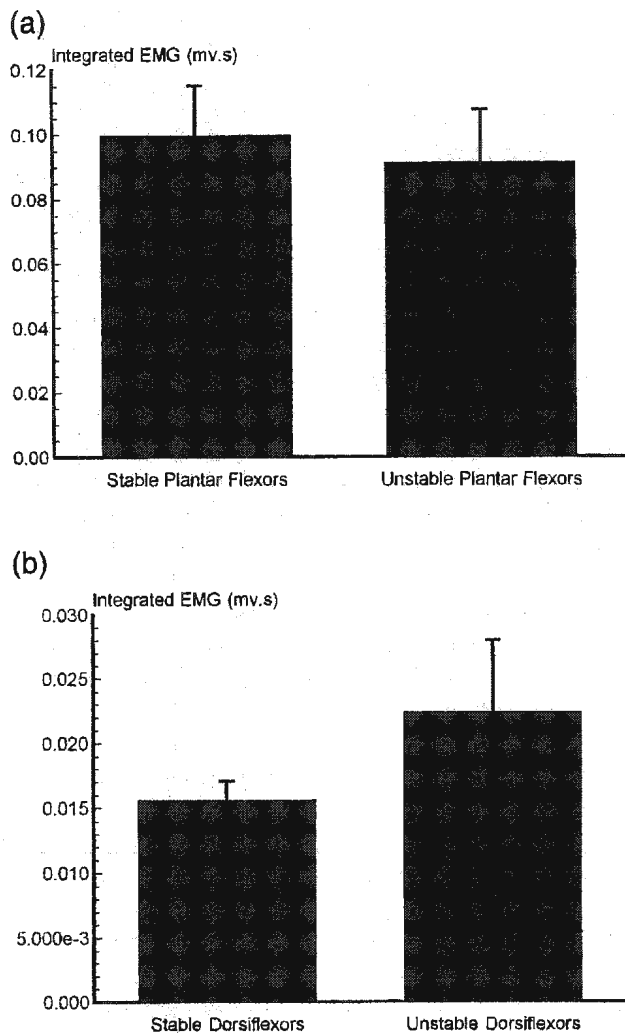 (a)
Integrated EMG (mv.s)
0.12
0.10
0.08
0.06
0.04
0.02
0.00
Stable Plantar Flexors Unstable Plantar Flexors
(b)
Integrated EMG (mv.s)
0.030
0.025
0.020
0.015
0.010
5.000e-3
0.000
Stable Dorsiflexors Unstable Dorsiflexors